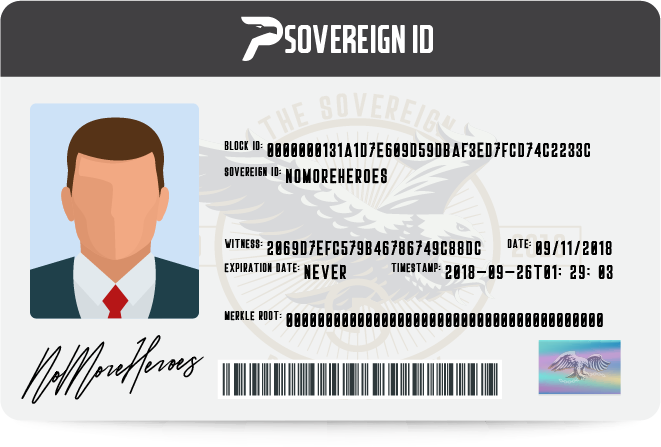 SOVEREIGN ID
THE SOVEREIGN
BLOCK ID: 0000000131A1D7E609D59DBAF3ED7FCD74C2233C
SOVEREIGN ID: NOMOREHEROES
WITNESS: 2069D7EFC579B46786749C88DC DATE: 09/11/2018
EXPIRATION DATE: NEVER TIMESTAMP: 2018-09-26T01: 29: 03
MERKLE ROOT: 0000000000000000000000000000000000000000
NoMoreHeroes